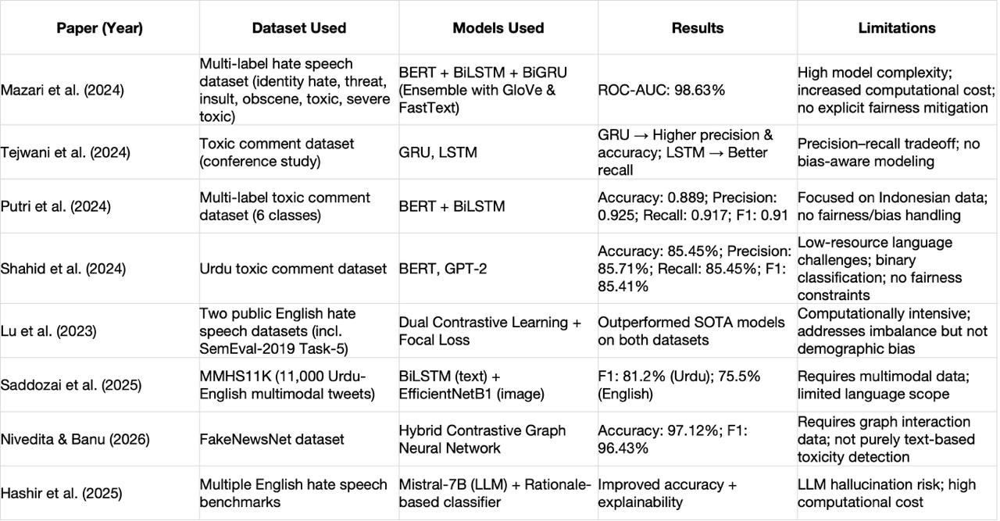 Paper (Year) Dataset Used Models Used Results Limitations
Mazari et al. (2024)
Multi-label hate speech
dataset (identity hate, threat,
insult, obscene, toxic, severe
toxic)
BERT + BiLSTM + BiGRU
(Ensemble with GloVe &
FastText)
ROC-AUC: 98.63%
High model complexity;
increased computational cost;
no explicit fairness mitigation
Tejwani et al. (2024)
Toxic comment dataset
(conference study)
GRU, LSTM
GRU → Higher precision &
accuracy; LSTM → Better
recall
Precision–recall tradeoff; no
bias-aware modeling
Putri et al. (2024)
Multi-label toxic comment
dataset (6 classes)
BERT + BiLSTM
Accuracy: 0.889; Precision:
0.925; Recall: 0.917; F1: 0.91
Focused on Indonesian data;
no fairness/bias handling
Shahid et al. (2024)
Urdu toxic comment dataset
BERT, GPT-2
Accuracy: 85.45%; Precision:
85.71%; Recall: 85.45%; F1:
85.41%
Low-resource language
challenges; binary
classification; no fairness
constraints
Lu et al. (2023)
Two public English hate
speech datasets (incl.
SemEval-2019 Task-5)
Dual Contrastive Learning +
Focal Loss
Outperformed SOTA models
on both datasets
Computationally intensive;
addresses imbalance but not
demographic bias
Saddozai et al. (2025)
MMHS11K (11,000 Urdu-
English multimodal tweets)
BiLSTM (text) +
EfficientNetB1 (image)
F1: 81.2% (Urdu); 75.5%
(English)
Requires multimodal data;
limited language scope
Nivedita & Banu (2026)
FakeNewsNet dataset
Hybrid Contrastive Graph
Neural Network
Accuracy: 97.12%; F1:
96.43%
Requires graph interaction
data; not purely text-based
toxicity detection
Hashir et al. (2025)
Multiple English hate speech
benchmarks
Mistral-7B (LLM) + Rationale-
based classifier
Improved accuracy +
explainability
LLM hallucination risk; high
computational cost